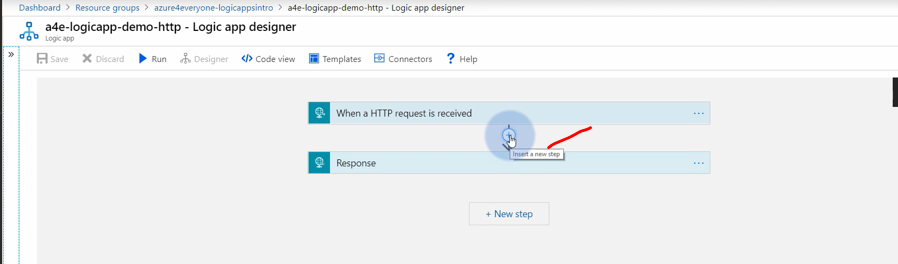 Dashboard > Resource groups > azure4everyone-logicappsintro > a4e-logicapp-demo-http - Logic app designer
a4e-logicapp-demo-http - Logic app designer
Logic app
» Save Discard Run Designer </> Code view Templates Connectors ? Help
When a HTTP request is received ...
Insert a new step
Response ...
+ New step